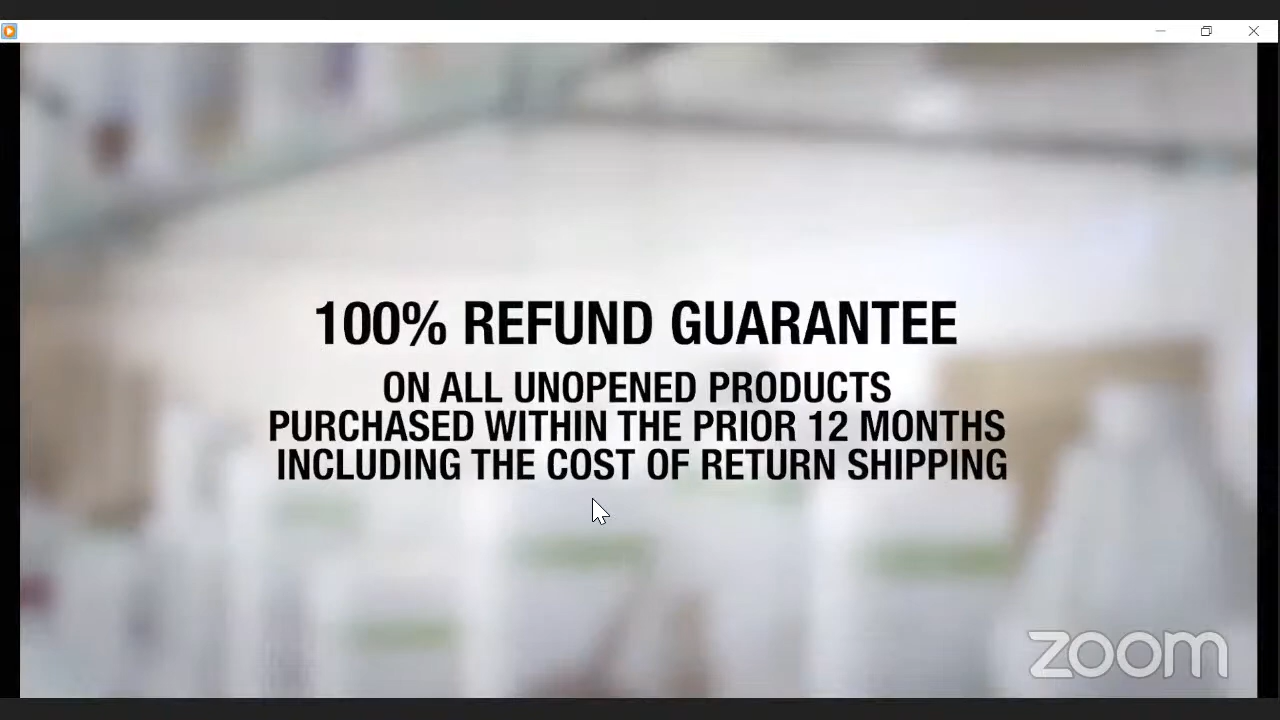 100% REFUND GUARANTEE
ON ALL UNOPENED PRODUCTS
PURCHASED WITHIN THE PRIOR 12 MONTHS
INCLUDING THE COST OF RETURN SHIPPING
zoom